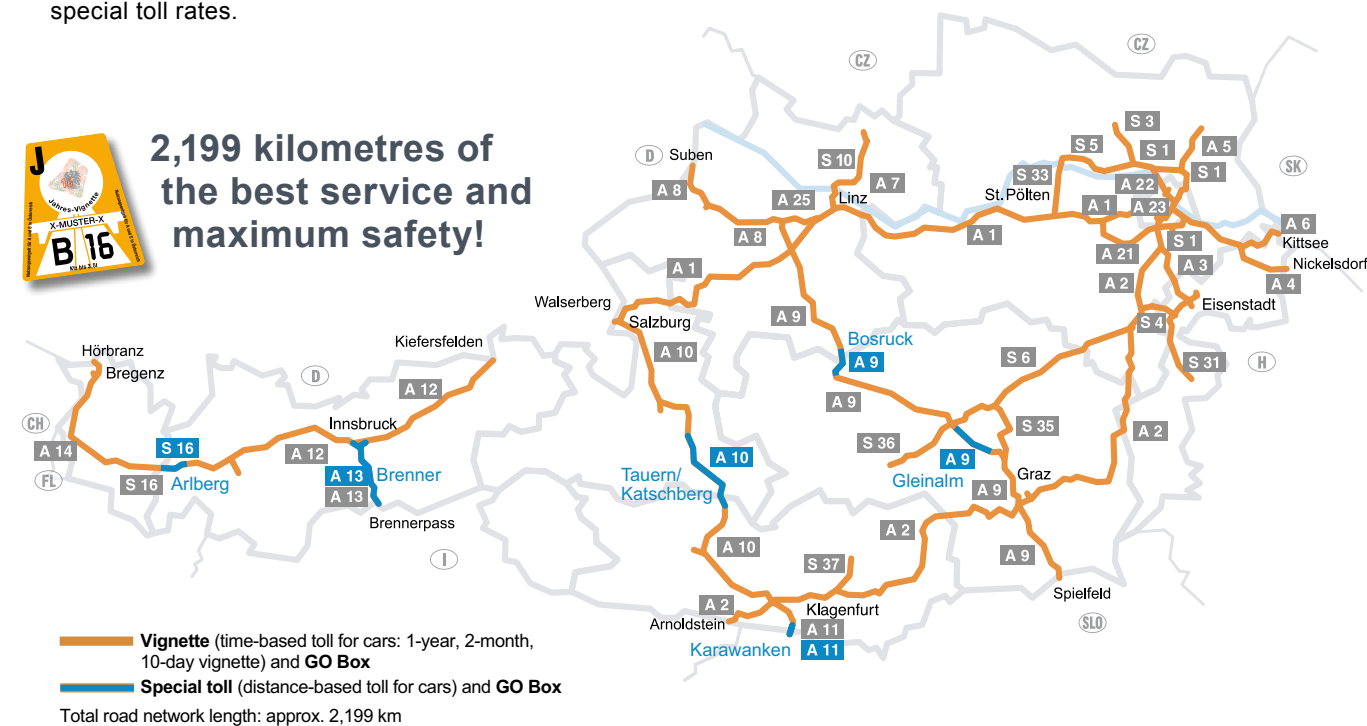 special toll rates.
2,199 kilometres of
the best service and
maximum safety!
J
Jahres-Vignette
X-MUSTER-X
B 16
CZ
CZ
D
Suben
A 8
A 25
A 8
S 10
A 7
Linz
A 1
St.Pölten
S 33
S 5
S 3
S 1
A 5
S 1
A 22
A 23
A 1
A 21
S 1
A 3
A 2
SK
A 6
Kittsee
Nickelsdorf
A 4
Eisenstadt
S 4
S 31
H
A 1
Walserberg
Salzburg
A 10
A 9
Bosruck
A 9
A 9
S 6
S 36
S 35
A 9
Gleinalm
A 9
Graz
A 2
Hörbranz
Bregenz
Kiefersfelden
D
A 12
CH
A 14
FL
S 16
S 16
Arlberg
Innsbruck
A 12
A 13
Brenner
A 13
Brennerpass
I
Tauern/
Katschberg
A 10
A 10
A 2
S 37
A 9
Spielfeld
SLO
A 2
Arnoldstein
Klagenfurt
A 11
Karawanken
A 11
Vignette (time-based toll for cars: 1-year, 2-month,
10-day vignette) and GO Box
Special toll (distance-based toll for cars) and GO Box
Total road network length: approx. 2,199 km